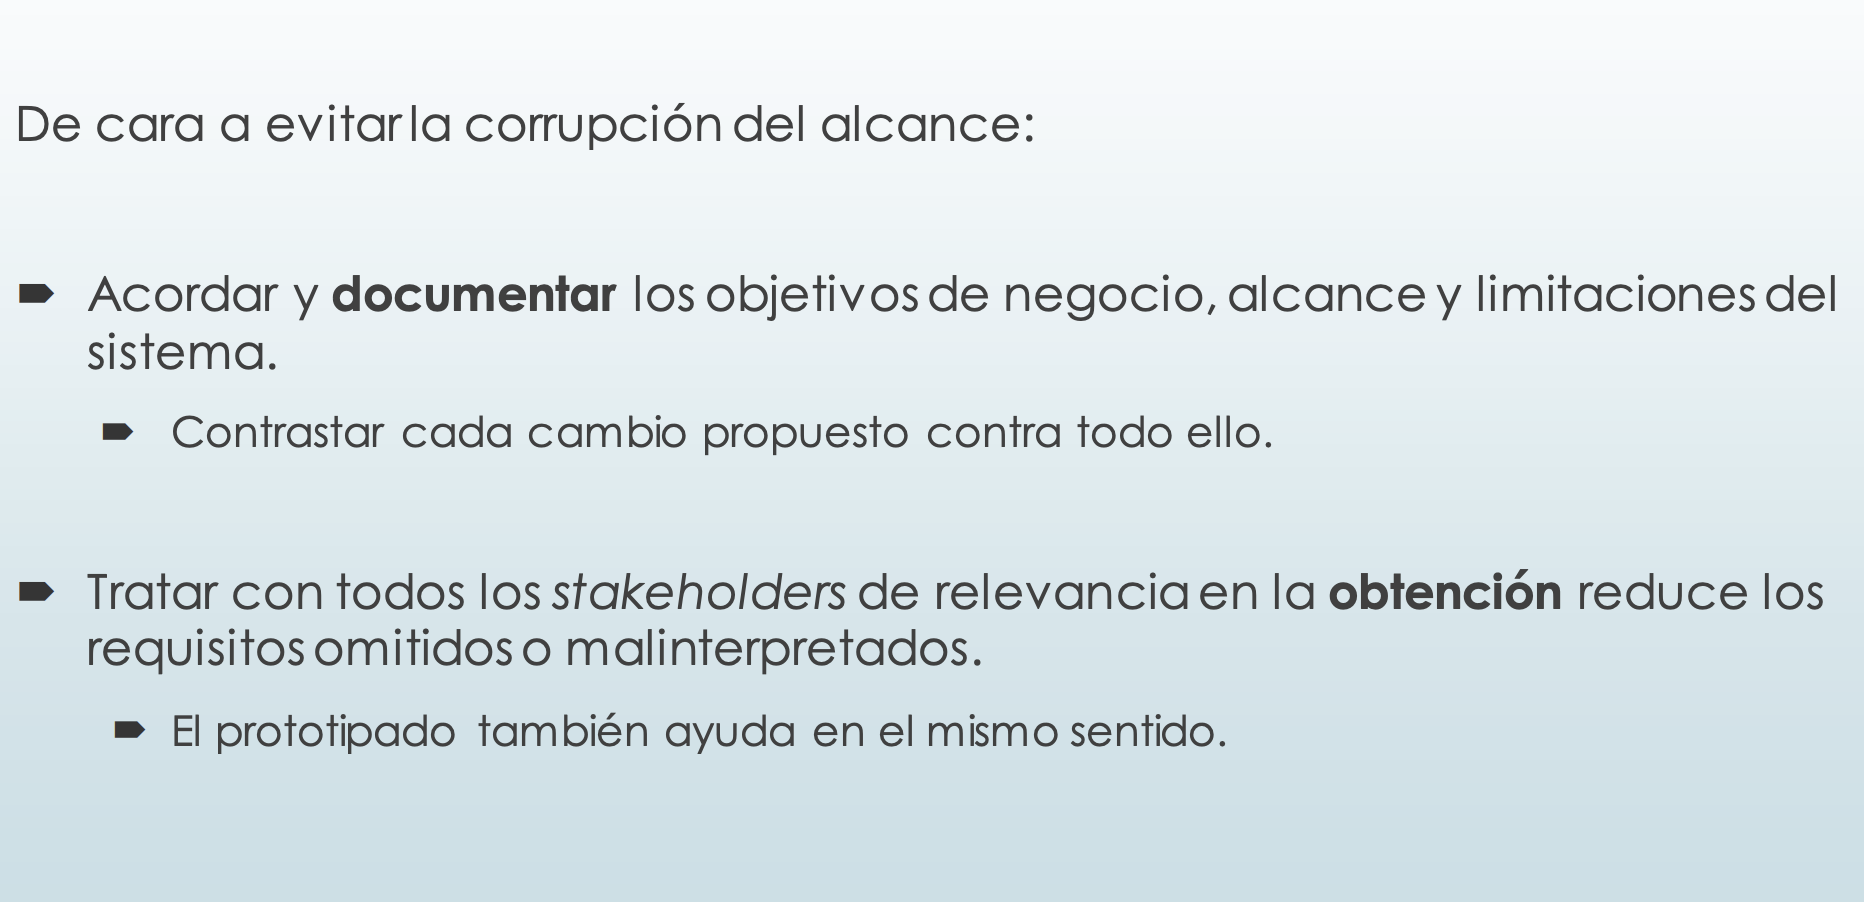 De cara a evitar la corrupción del alcance:
Acordar y documentar los objetivos de negocio, alcance y limitaciones del
sistema.
Contrastar cada cambio propuesto contra todo ello.
Tratar con todos los stakeholders de relevancia en la obtención reduce los
requisitos omitidos o malinterpretados.
El prototipado también ayuda en el mismo sentido.